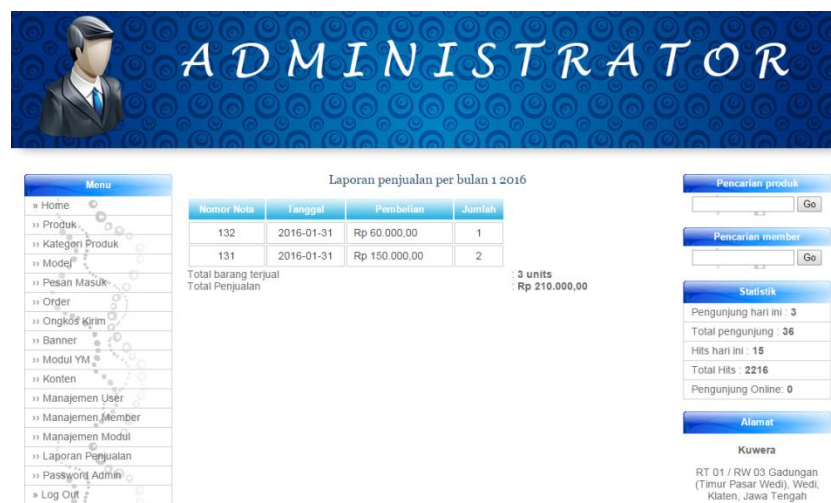 ADMINISTRATOR
Menu
» Home
›› Produk
›› Kategori Produk
›› Model
›› Pesan Masuk
›› Order
›› Ongkos Kirim
›› Banner
›› Modul YM
›› Konten
›› Manajemen User
›› Manajemen Member
›› Manajemen Modul
›› Laporan Penjualan
›› Password Admin
» Log Out
Laporan penjualan per bulan 1 2016
Nomor Nota Tanggal Pembelian Jumlah
132 2016-01-31 Rp 60.000,00 1
131 2016-01-31 Rp 150.000,00 2
Total barang terjual : 3 units
Total Penjualan : Rp 210.000,00
Pencarian produk
Go
Pencarian member
Go
Statistik
Pengunjung hari ini : 3
Total pengunjung : 36
Hits hari ini : 15
Total Hits : 2216
Pengunjung Online: 0
Alamat
Kuwera
RT 01 / RW 03 Gadungan
(Timur Pasar Wedi), Wedi,
Klaten, Jawa Tengah